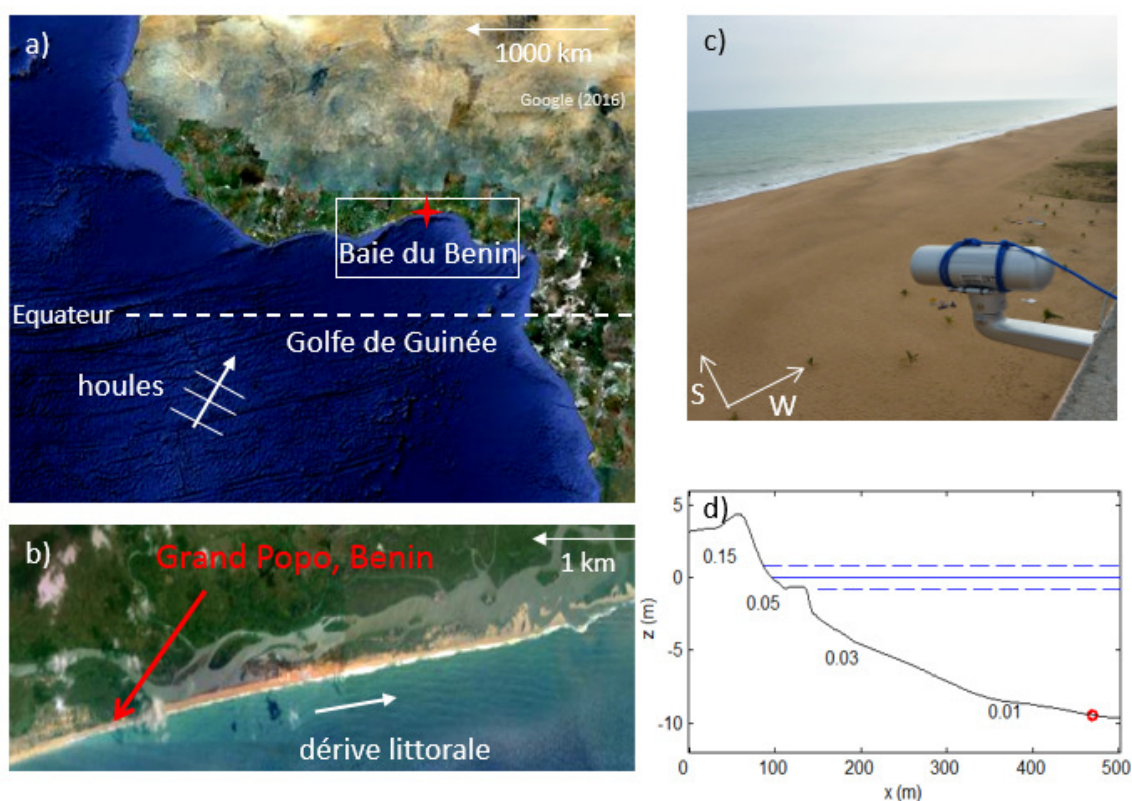 a)
1000 km
Google (2016)
Baie du Benin
Equateur
Golfe de Guinée
houles
b)
Grand Popo, Benin
1 km
dérive littorale
c)
S
W
d)
5
0
-5
-10
z (m)
0.15
0.05
0.03
0.01
0
100
200
300
400
500
x (m)